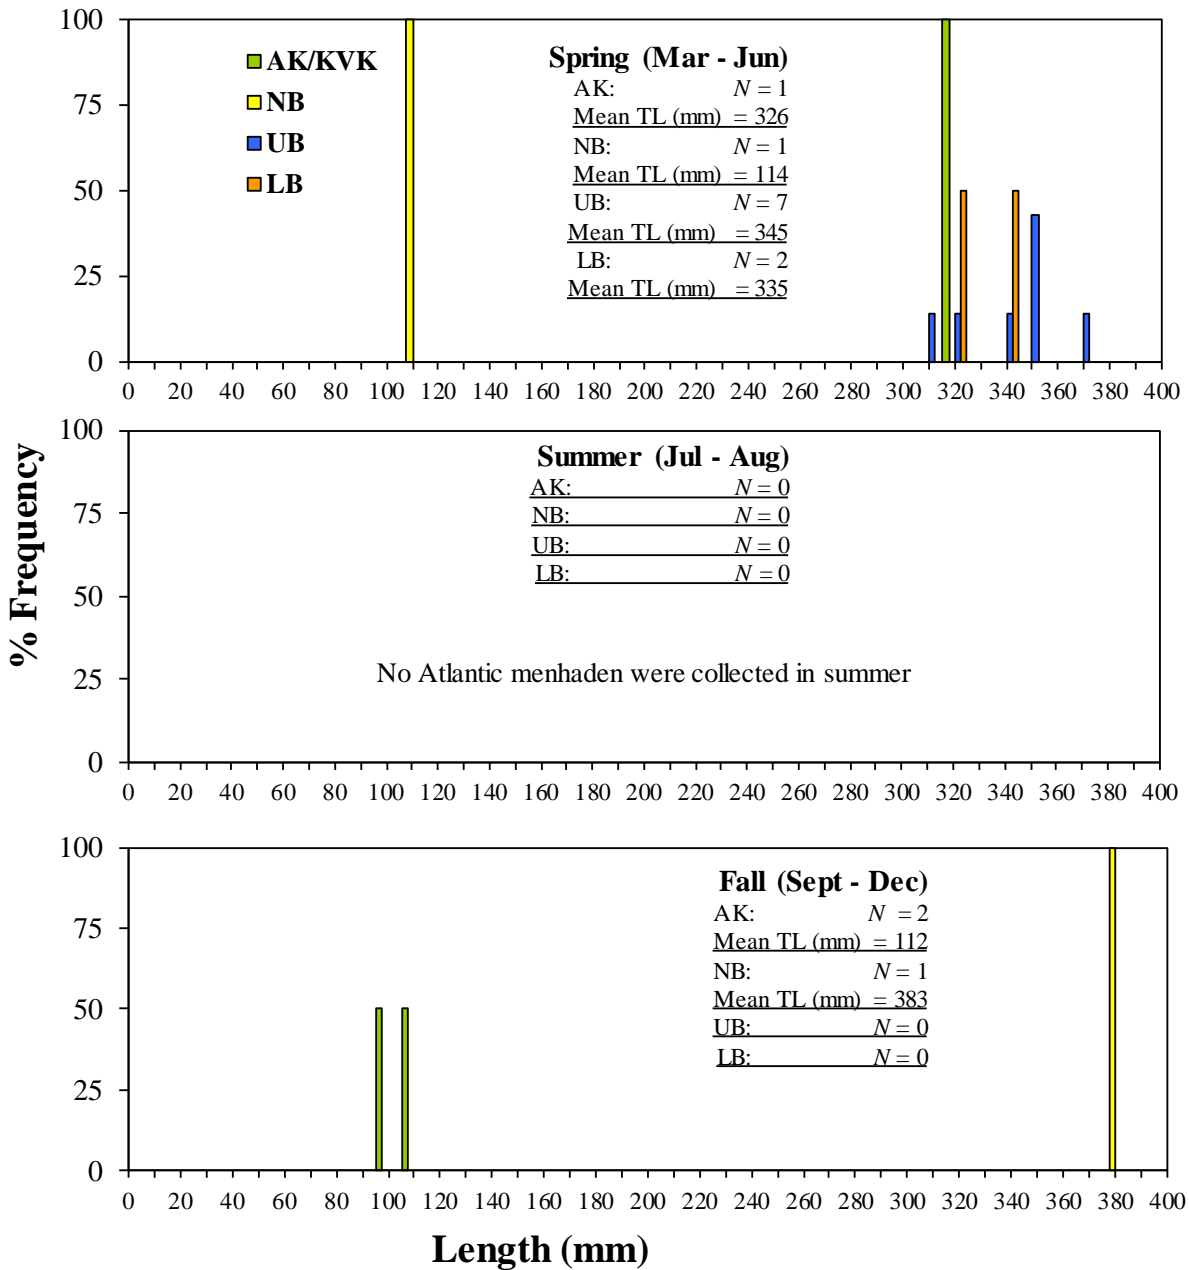 100
75
50
25
0
AK/KVK
NB
UB
LB
Spring (Mar - Jun)
AK: N = 1
Mean TL (mm) = 326
NB: N = 1
Mean TL (mm) = 114
UB: N = 7
Mean TL (mm) = 345
LB: N = 2
Mean TL (mm) = 335
0 20 40 60 80 100 120 140 160 180 200 220 240 260 280 300 320 340 360 380 400
% Frequency
100
75
50
25
0
Summer (Jul - Aug)
AK: N = 0
NB: N = 0
UB: N = 0
LB: N = 0
No Atlantic menhaden were collected in summer
0 20 40 60 80 100 120 140 160 180 200 220 240 260 280 300 320 340 360 380 400
100
75
50
25
0
Fall (Sept - Dec)
AK: N = 2
Mean TL (mm) = 112
NB: N = 1
Mean TL (mm) = 383
UB: N = 0
LB: N = 0
0 20 40 60 80 100 120 140 160 180 200 220 240 260 280 300 320 340 360 380 400
Length (mm)